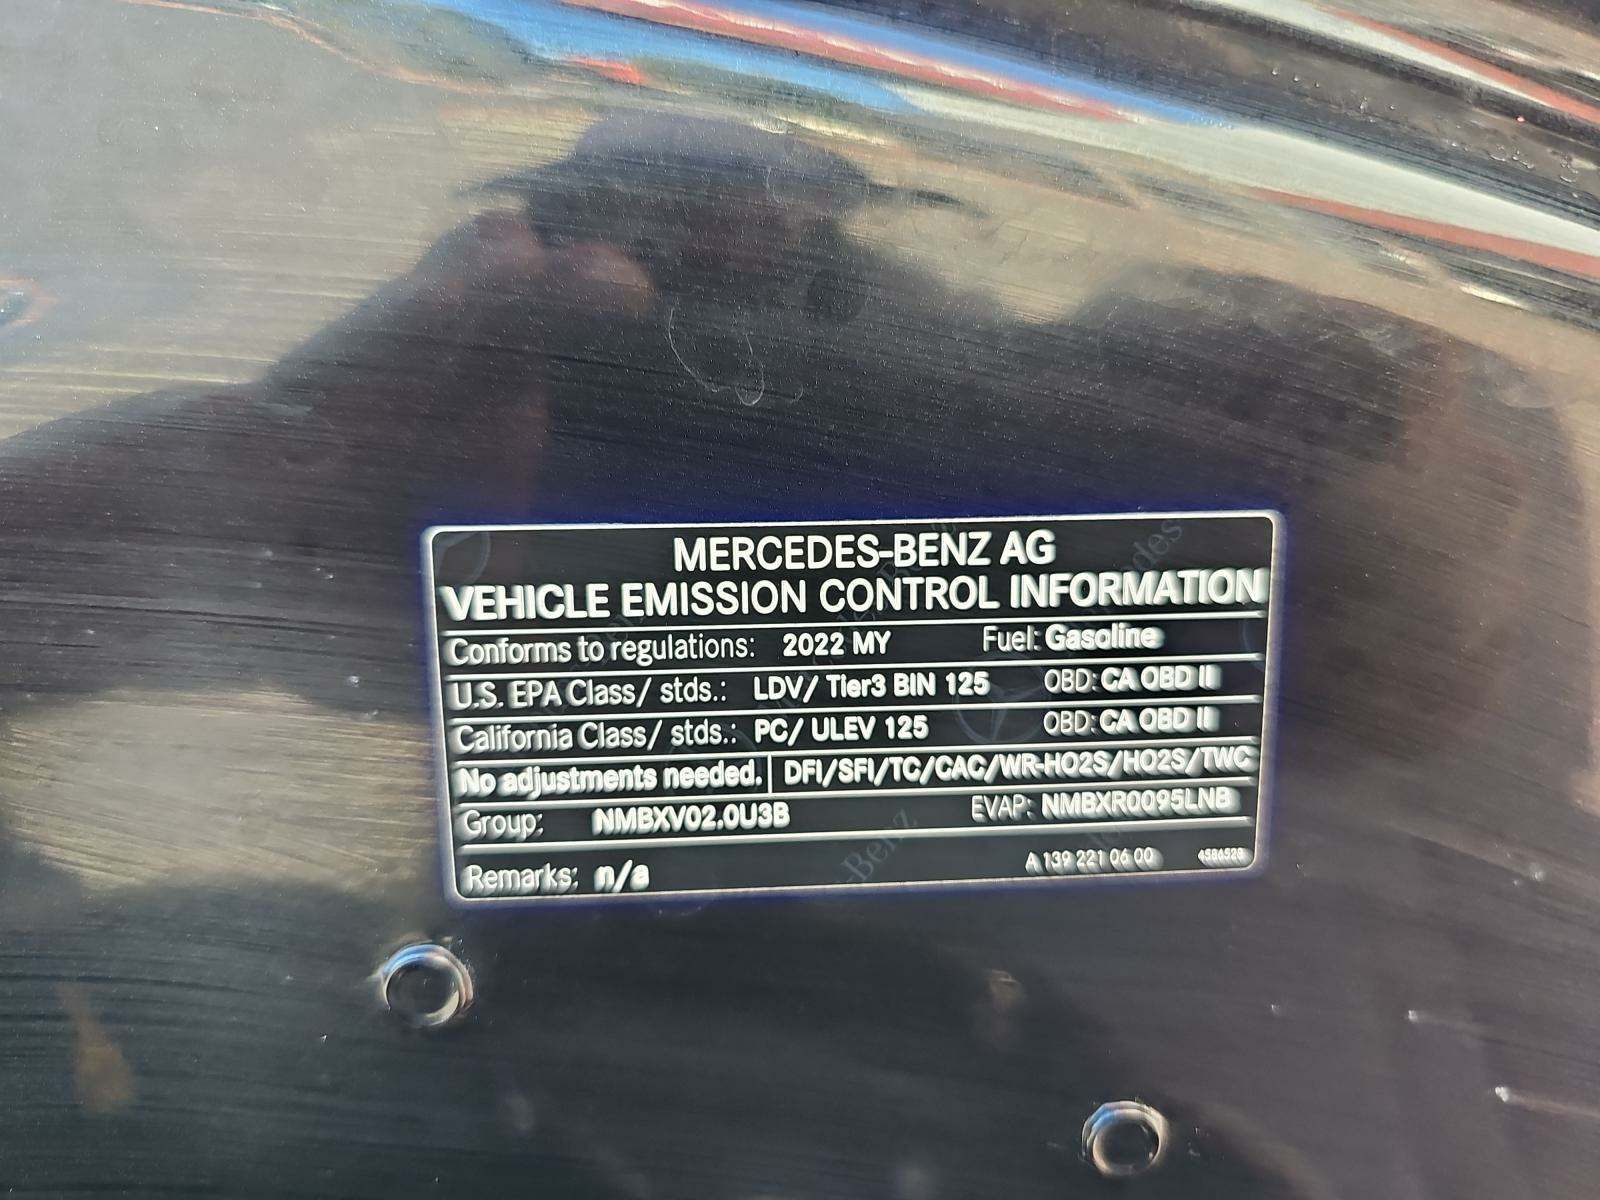 MERCEDES-BENZ AG
VEHICLE EMISSION CONTROL INFORMATION
Conforms to regulations: 2022 MY Fuel: Gasoline
U.S. EPA Class/ stds.: LDV/ Tier3 BIN 125 OBD: CA OBD II
California Class/ stds.: PC/ ULEV 125 OBD: CA OBD II
No adjustments needed. DFI/SFI/TC/CAC/WR-HO2S/HO2S/TWC
Group: NMBXV02.0U3B EVAP: NMBXR0095LNB
Remarks: n/a A 139 221 06 00 4586528